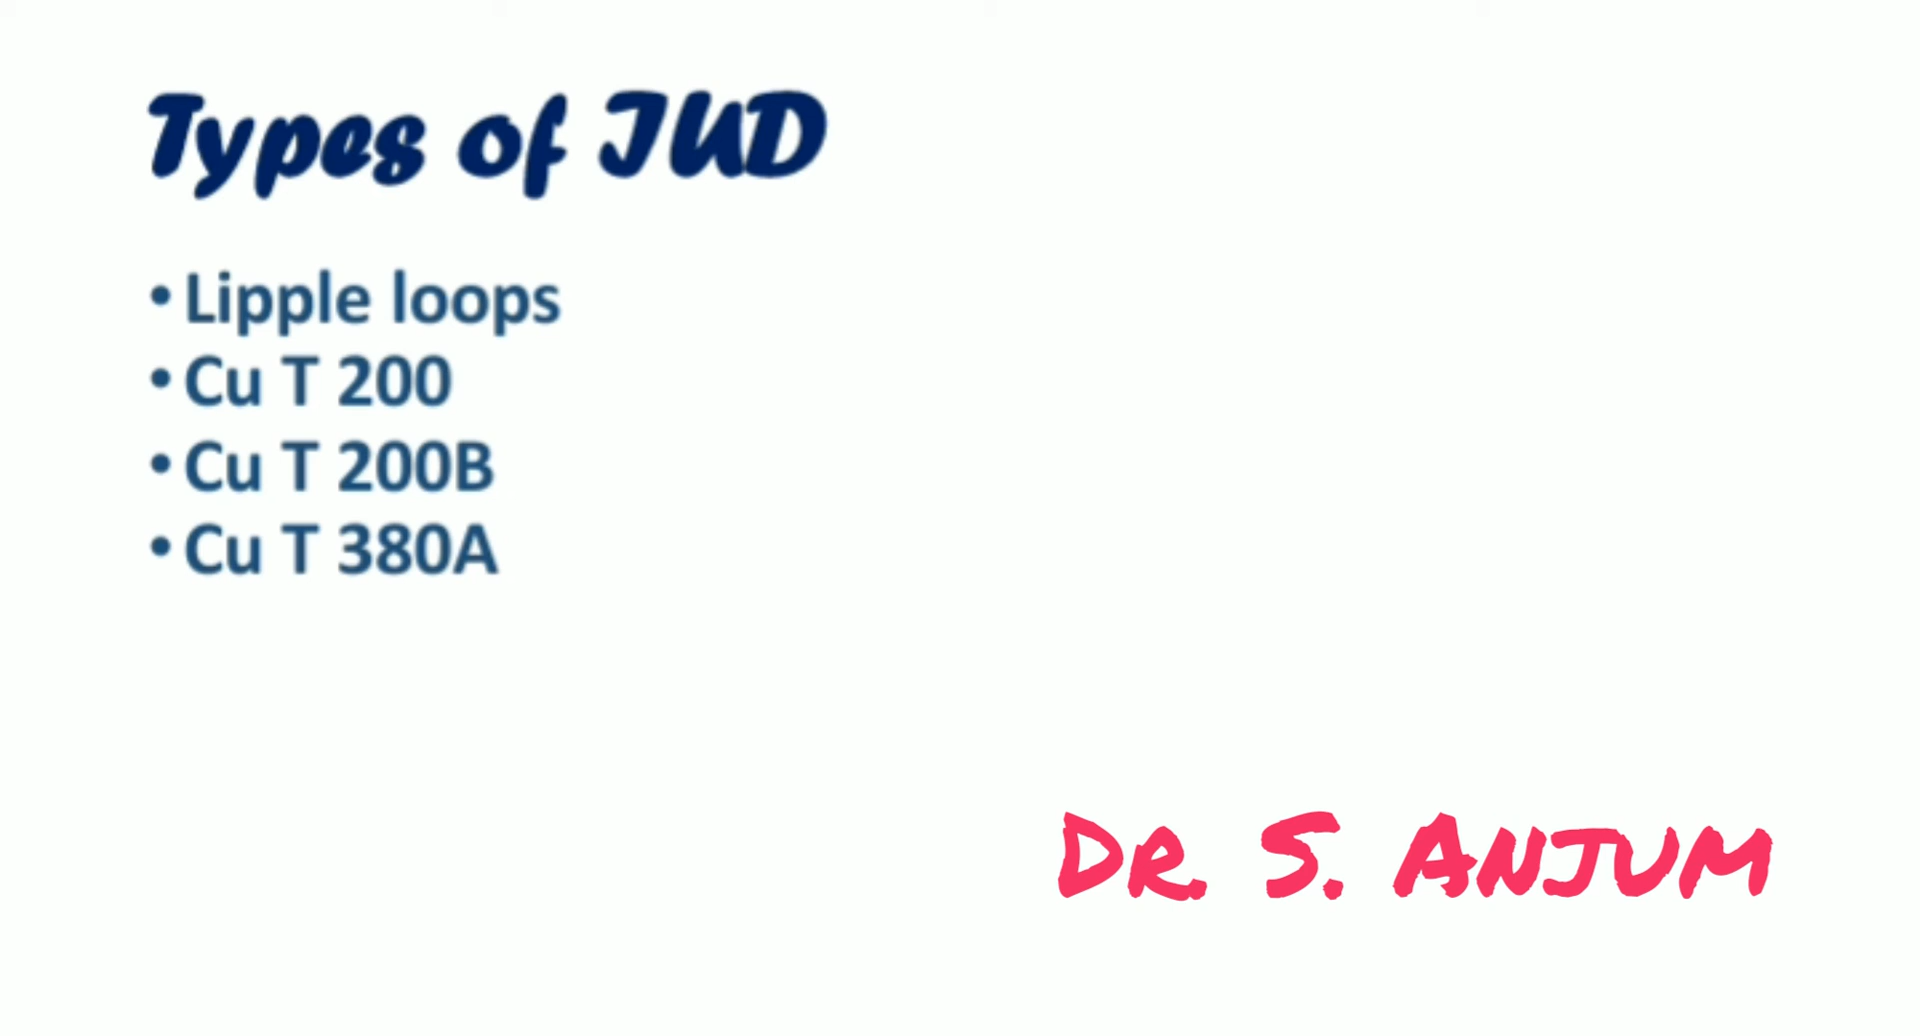 Types of IUD
• Lipple loops
• Cu T 200
• Cu T 200B
• Cu T 380A
Dr. S. Anjum